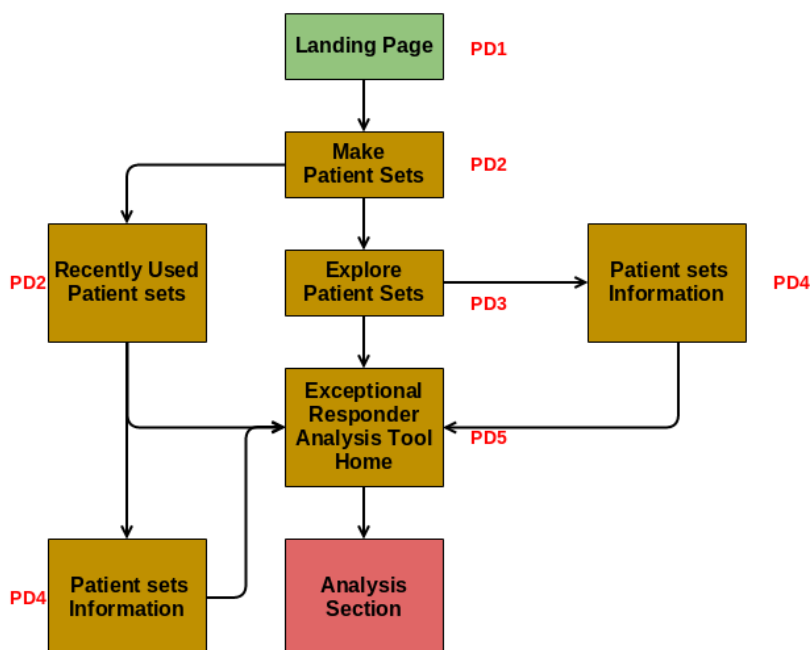 Landing Page
PD1
Make
Patient Sets
PD2
Recently Used
Patient sets
PD2
Explore
Patient Sets
PD3
Patient sets
Information
PD4
Exceptional
Responder
Analysis Tool
Home
PD5
Patient sets
Information
PD4
Analysis
Section